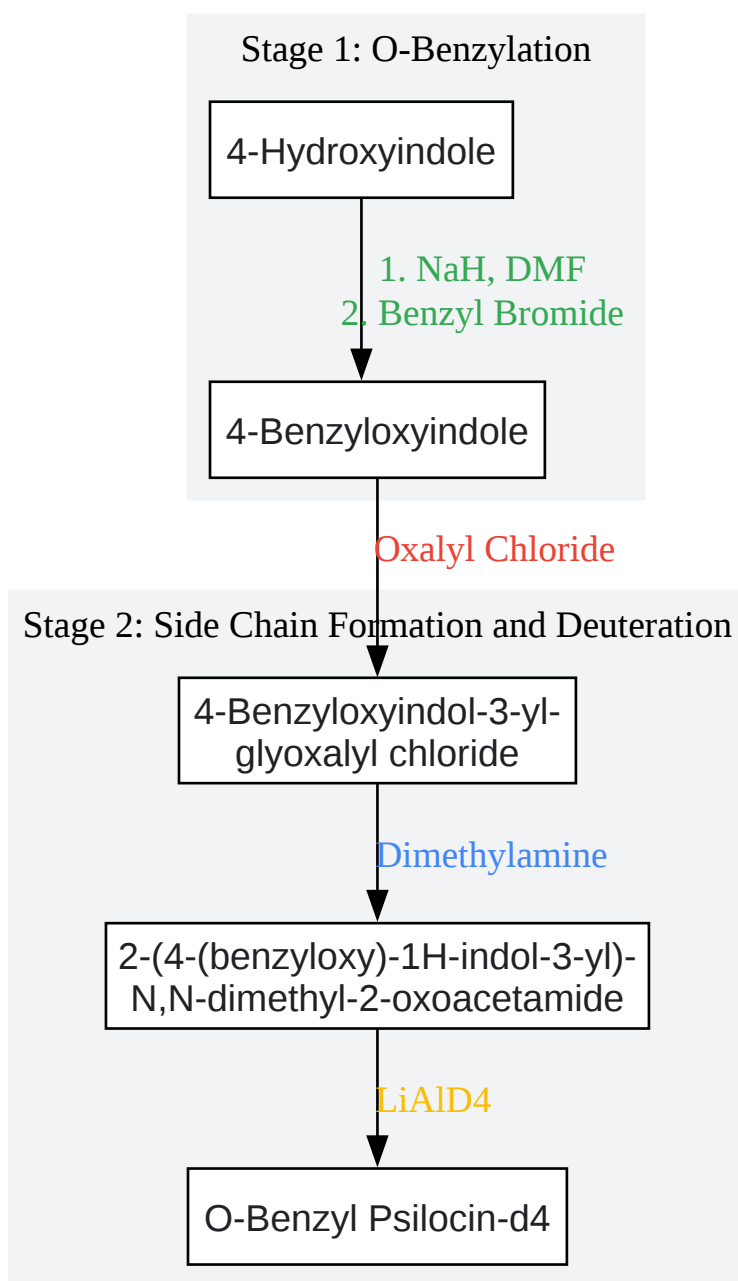 Stage 1: O-Benzylation
4-Hydroxyindole
1. NaH, DMF
2. Benzyl Bromide
4-Benzyloxyindole
Oxalyl Chloride
Stage 2: Side Chain Formation and Deuteration
4-Benzyloxyindol-3-yl-
glyoxalyl chloride
Dimethylamine
2-(4-(benzyloxy)-1H-indol-3-yl)-
N,N-dimethyl-2-oxoacetamide
LiAlD4
O-Benzyl Psilocin-d4